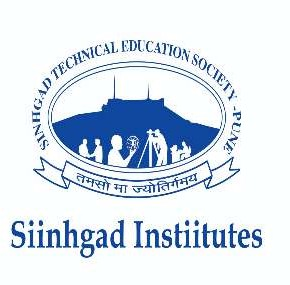 SINHGAD TECHNICAL EDUCATION SOCIETY - PUNE
तमसो मा ज्योतिर्गमय
Siinhgad Instiitutes